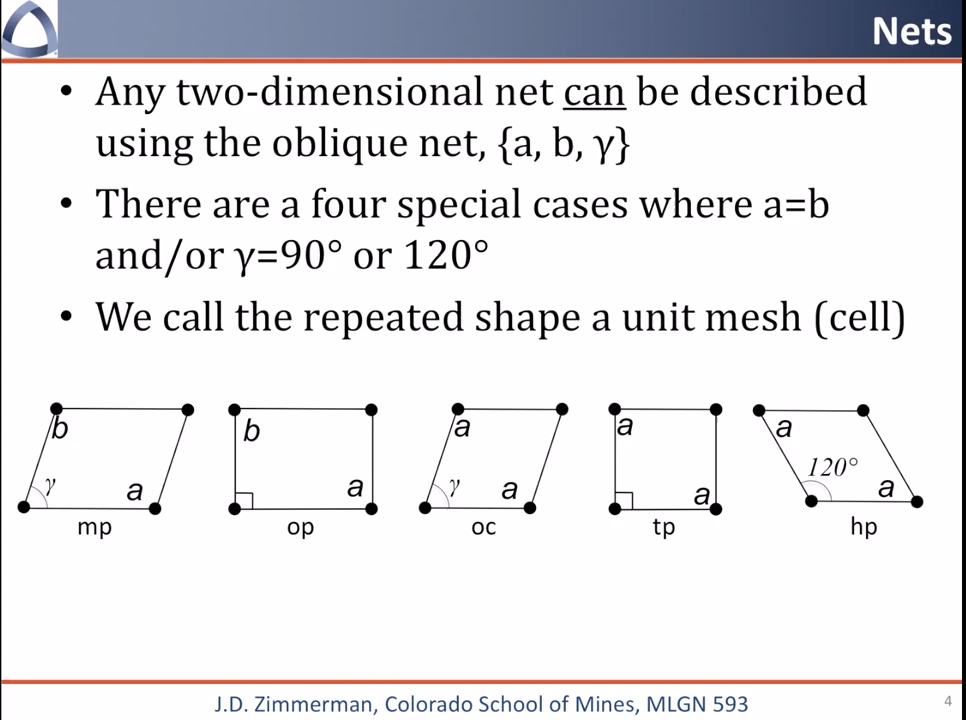 Nets
• Any two-dimensional net can be described
using the oblique net, {a, b, γ}
• There are a four special cases where a=b
and/or γ=90° or 120°
• We call the repeated shape a unit mesh (cell)
b
γ
a
mp
b
a
op
a
γ
a
oc
a
a
tp
a
120°
a
hp
J.D. Zimmerman, Colorado School of Mines, MLGN 593
4